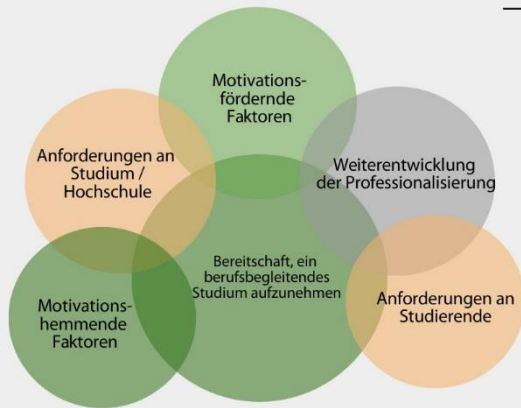 Motivations-
fördernde
Faktoren
Anforderungen an
Studium /
Hochschule
Weiterentwicklung
der Professionalisierung
Bereitschaft, ein
berufsbegleitendes
Studium aufzunehmen
Motivations-
hemmende
Faktoren
Anforderungen an
Studierende